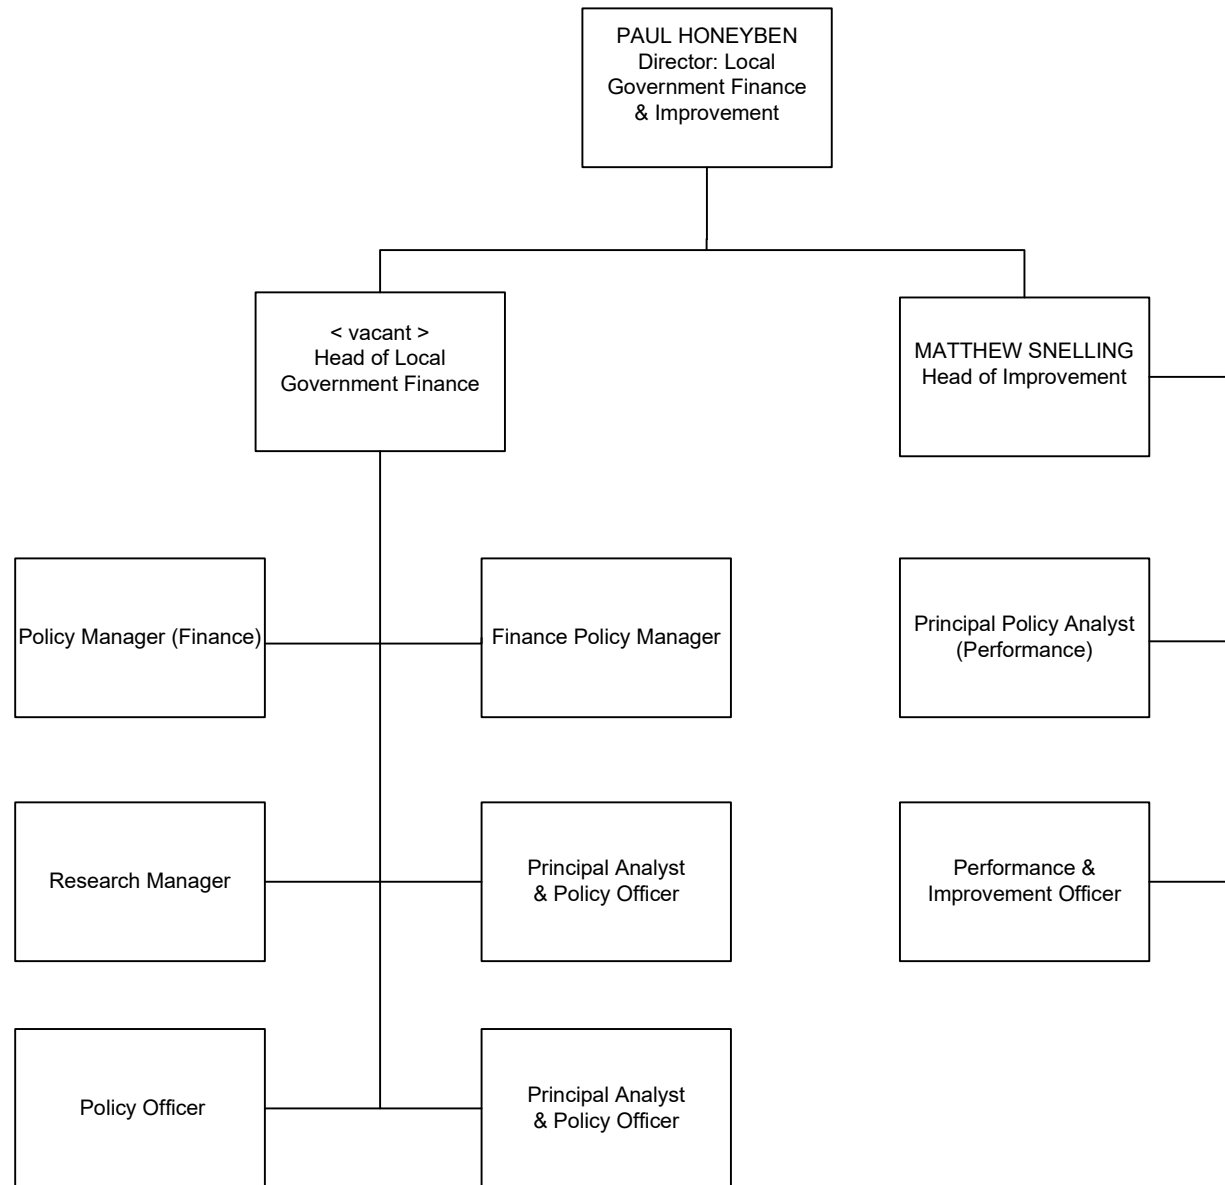 PAUL HONEYBEN
Director: Local
Government Finance
& Improvement
< vacant >
Head of Local
Government Finance
MATTHEW SNELLING
Head of Improvement
Policy Manager (Finance)
Finance Policy Manager
Principal Policy Analyst
(Performance)
Research Manager
Principal Analyst
& Policy Officer
Performance &
Improvement Officer
Policy Officer
Principal Analyst
& Policy Officer